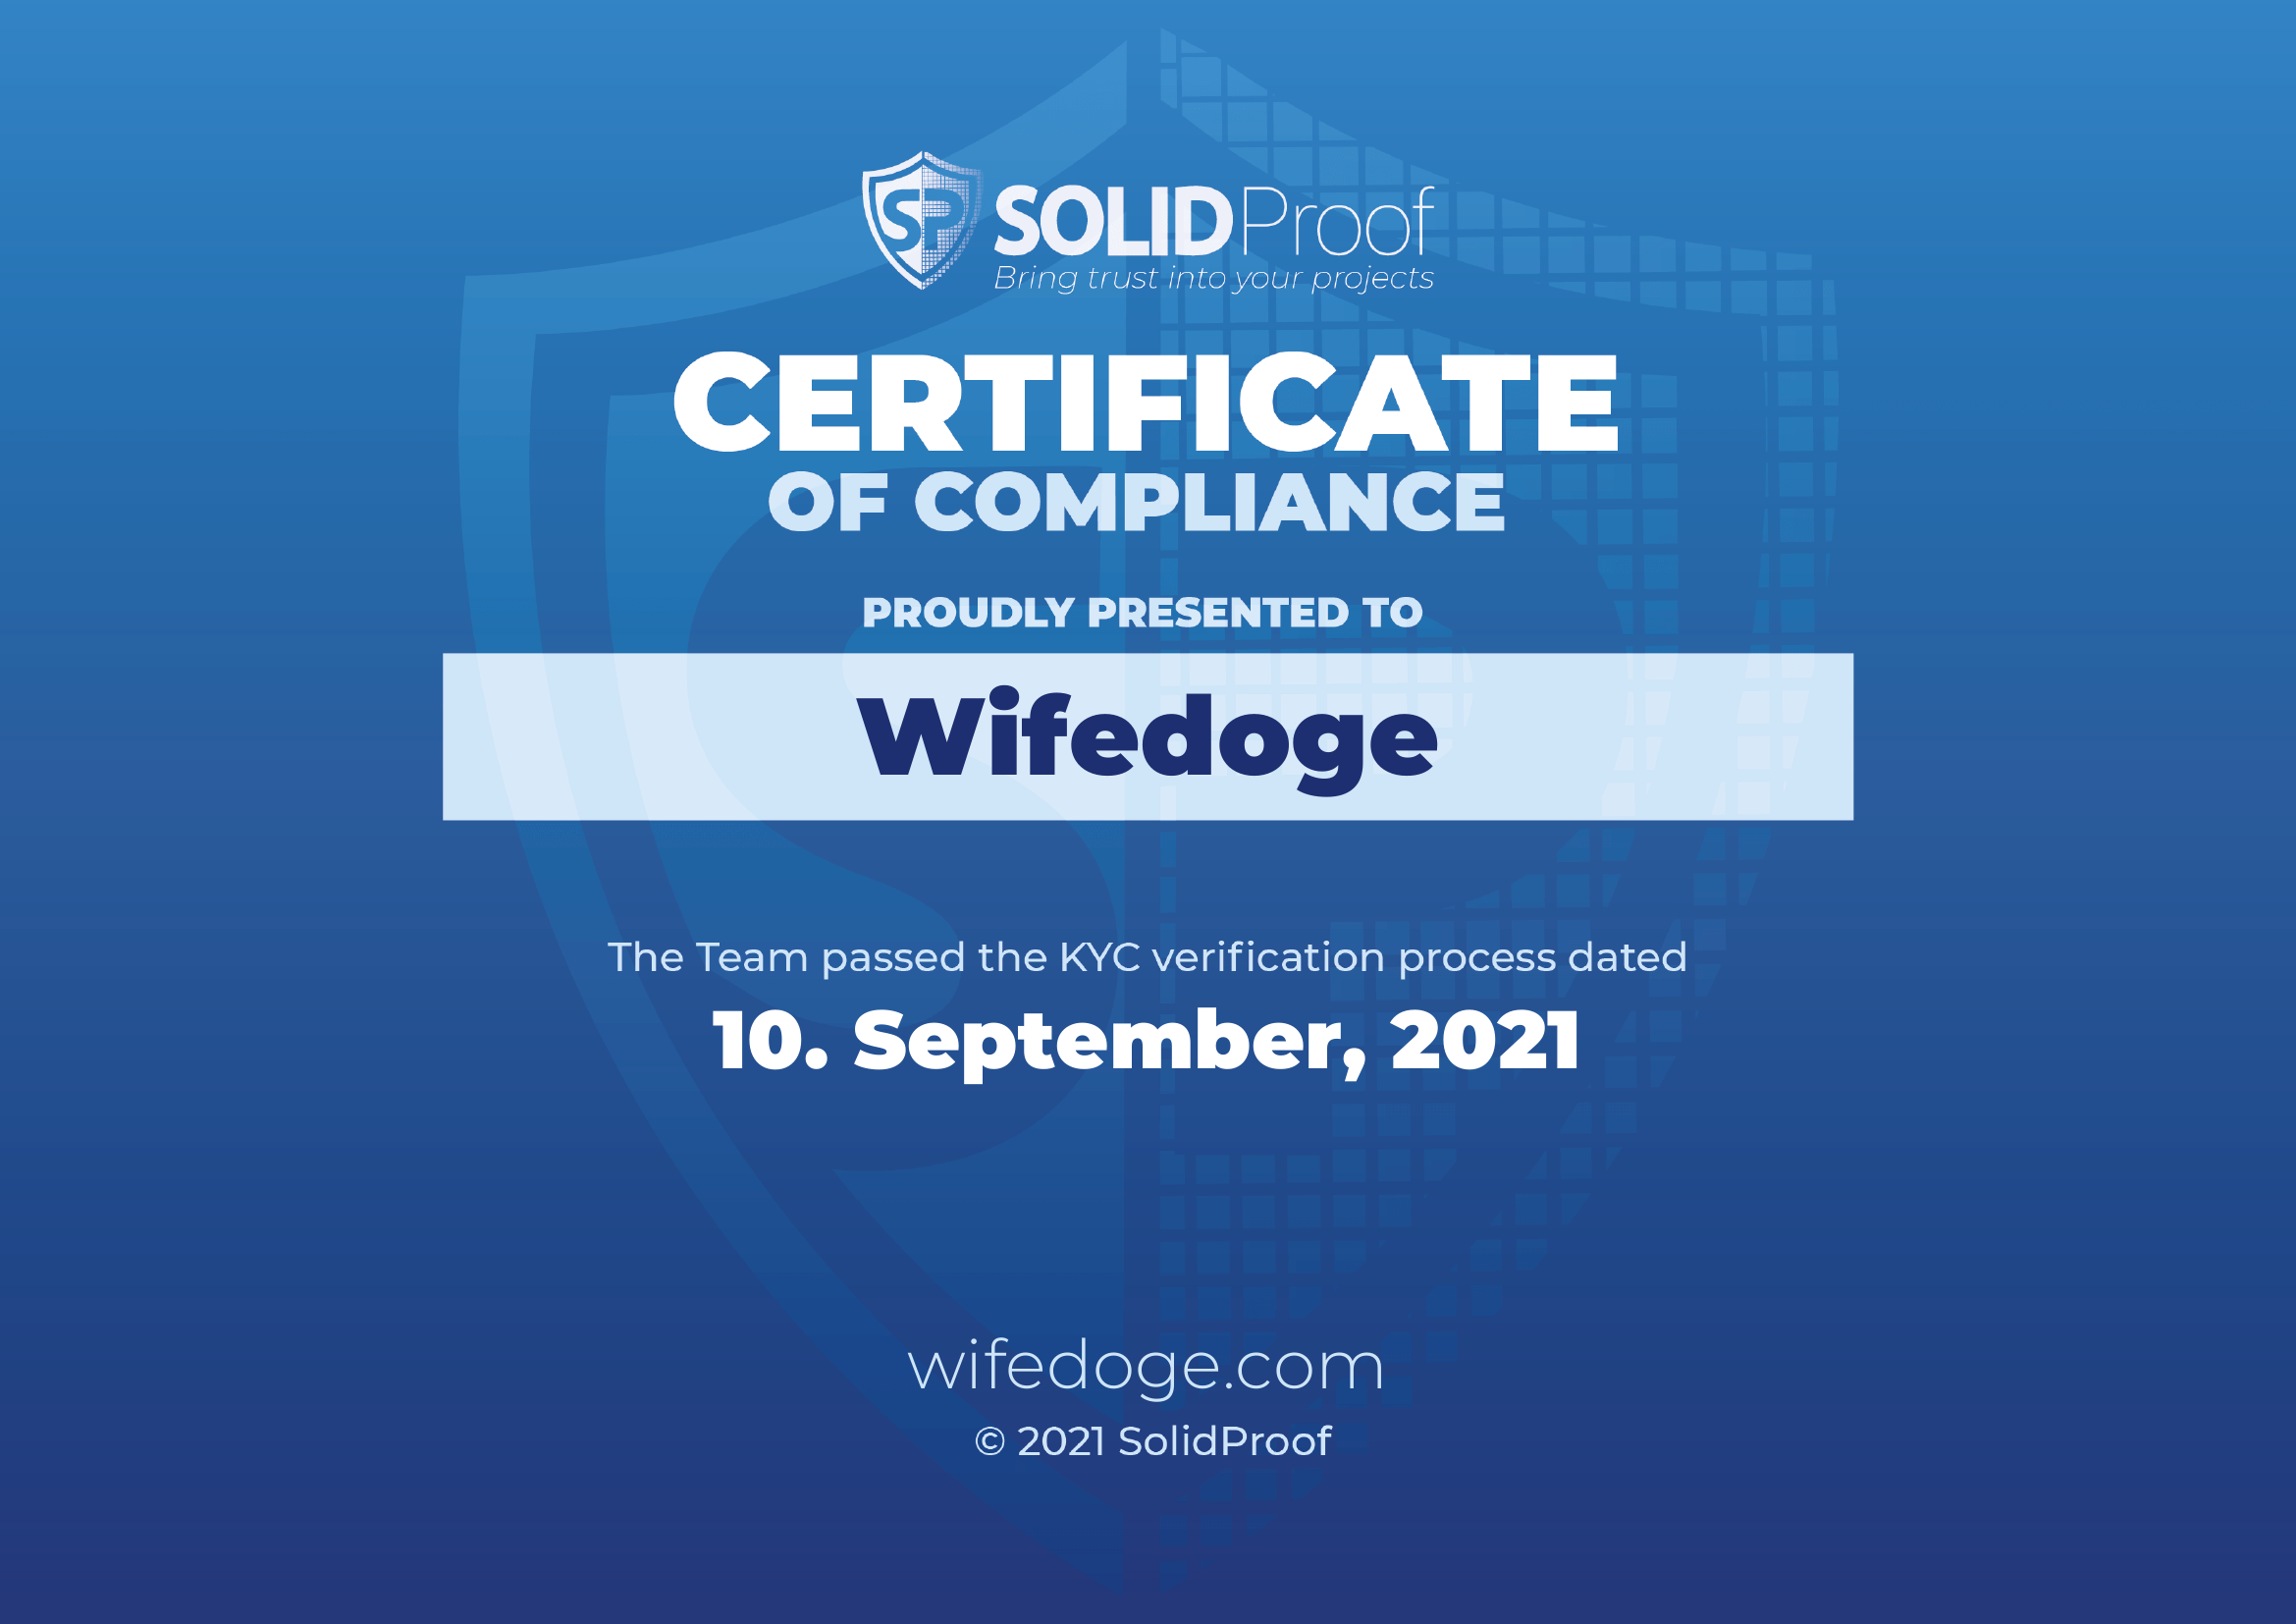 SP SOLIDProof
Bring trust into your projects
CERTIFICATE
OF COMPLIANCE
PROUDLY PRESENTED TO
Wifedoge
The Team passed the KYC verification process dated
10. September, 2021
wifedoge.com
© 2021 SolidProof